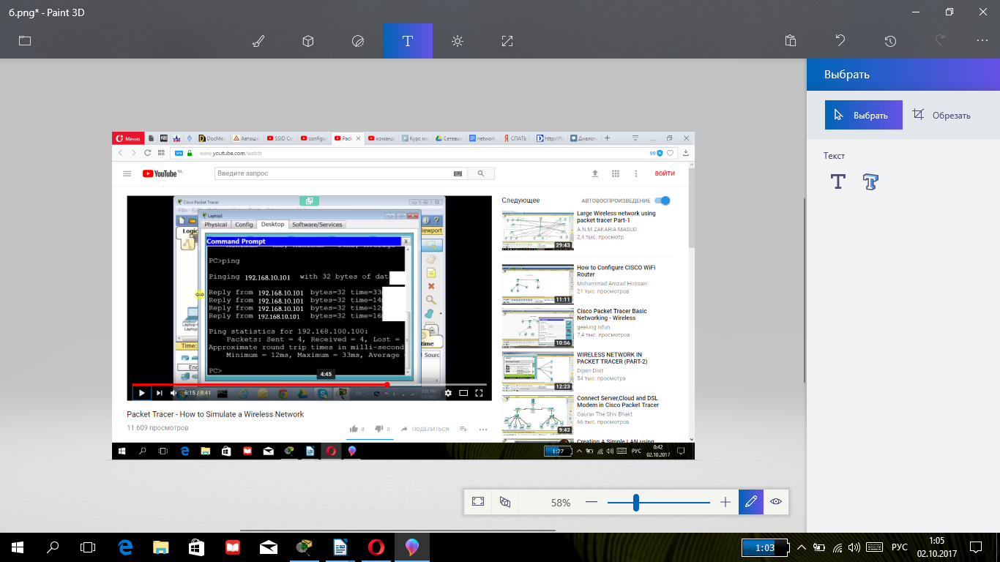 б.png* - Paint 3D
Выбрать
Выбрать
Обрезать
Текст
Меню
NS
DocMe
Автош
SSID Co
configu
Pack
команд
Курс мо
Сетевы
network
СПАТЬ
http://f
Диалог
VPN
www.youtube.com/watch
99
YouTube NL
Введите запрос
ВОЙТИ
Cisco Packet Tracer
Laptop1
Physical Config Desktop Software/Services
Logic
iewport
Command Prompt
X
PC>ping
Pinging 192.168.10.101 with 32 bytes of dat
Reply from 192.168.10.101 bytes=32 time=33
Reply from 192.168.10.101 bytes=32 time=14
Reply from 192.168.10.101 bytes=32 time=12
Reply from 192.168.10.101 bytes=32 time=16
Ping statistics for 192.168.100.100:
Packets: Sent = 4, Received = 4, Lost =
Approximate round trip times in milli-second
Minimum = 12ms, Maximum = 33ms, Average
PC>
Time:
time
Sourc
4:45
6:15 / 8:41
Packet Tracer - How to Simulate a Wireless Network
11 609 просмотров
8
0
ПОДЕЛИТЬСЯ
Следующее
АВТОВОСПРОИЗВЕДЕНИЕ
Large Wireless network using
packet tracer Part-1
A.N.M ZAKARIA MASUD
2,4 тыс. просмотр
29:43
How to Configure CISCO WiFi
Router
Mohammad Amzad Hossain
21 тыс. просмотров
11:11
Cisco Packet Tracer Basic
Networking - Wireless
geeking isfun
7,4 тыс. просмотров
10:56
WIRELESS NETWORK IN
PACKET TRACER (PART-2)
Dipen Dixit
54 тыс. просмотра
12:23
Connect Server,Cloud and DSL
Modem in Cisco Packet Tracer
Gaurav The Shiv Bhakt
66 тыс. просмотров
9:42
Creating A Simple LAN using
1:27
РУС
0:42
02.10.2017
58%
1:03
РУС
1:05
02.10.2017